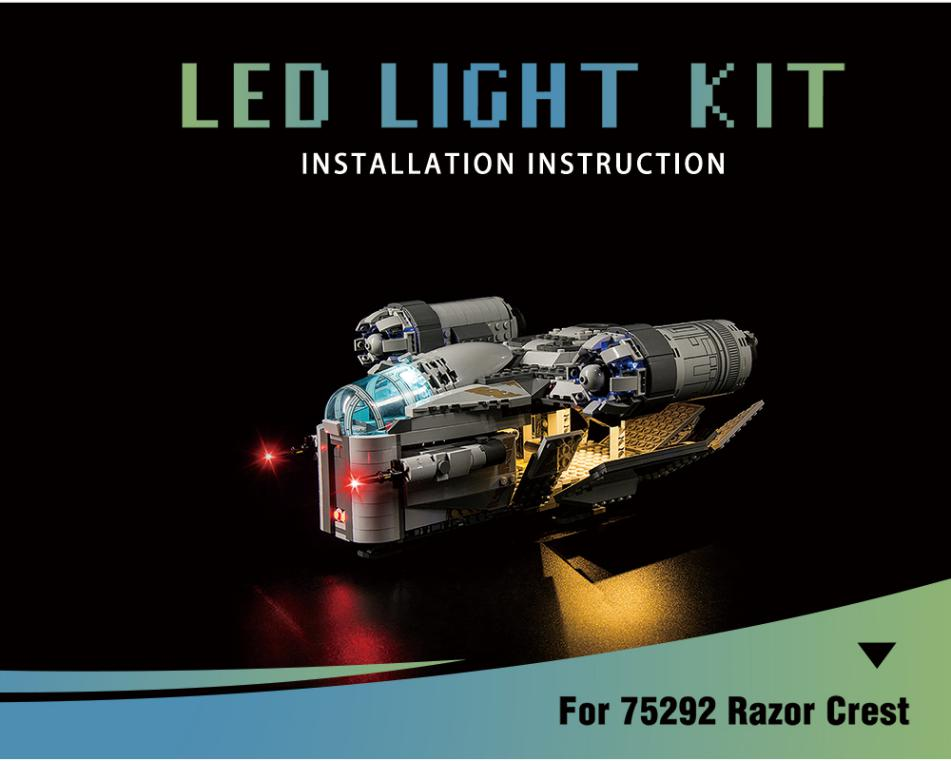 LED LIGHT KIT
INSTALLATION INSTRUCTION
For 75292 Razor Crest